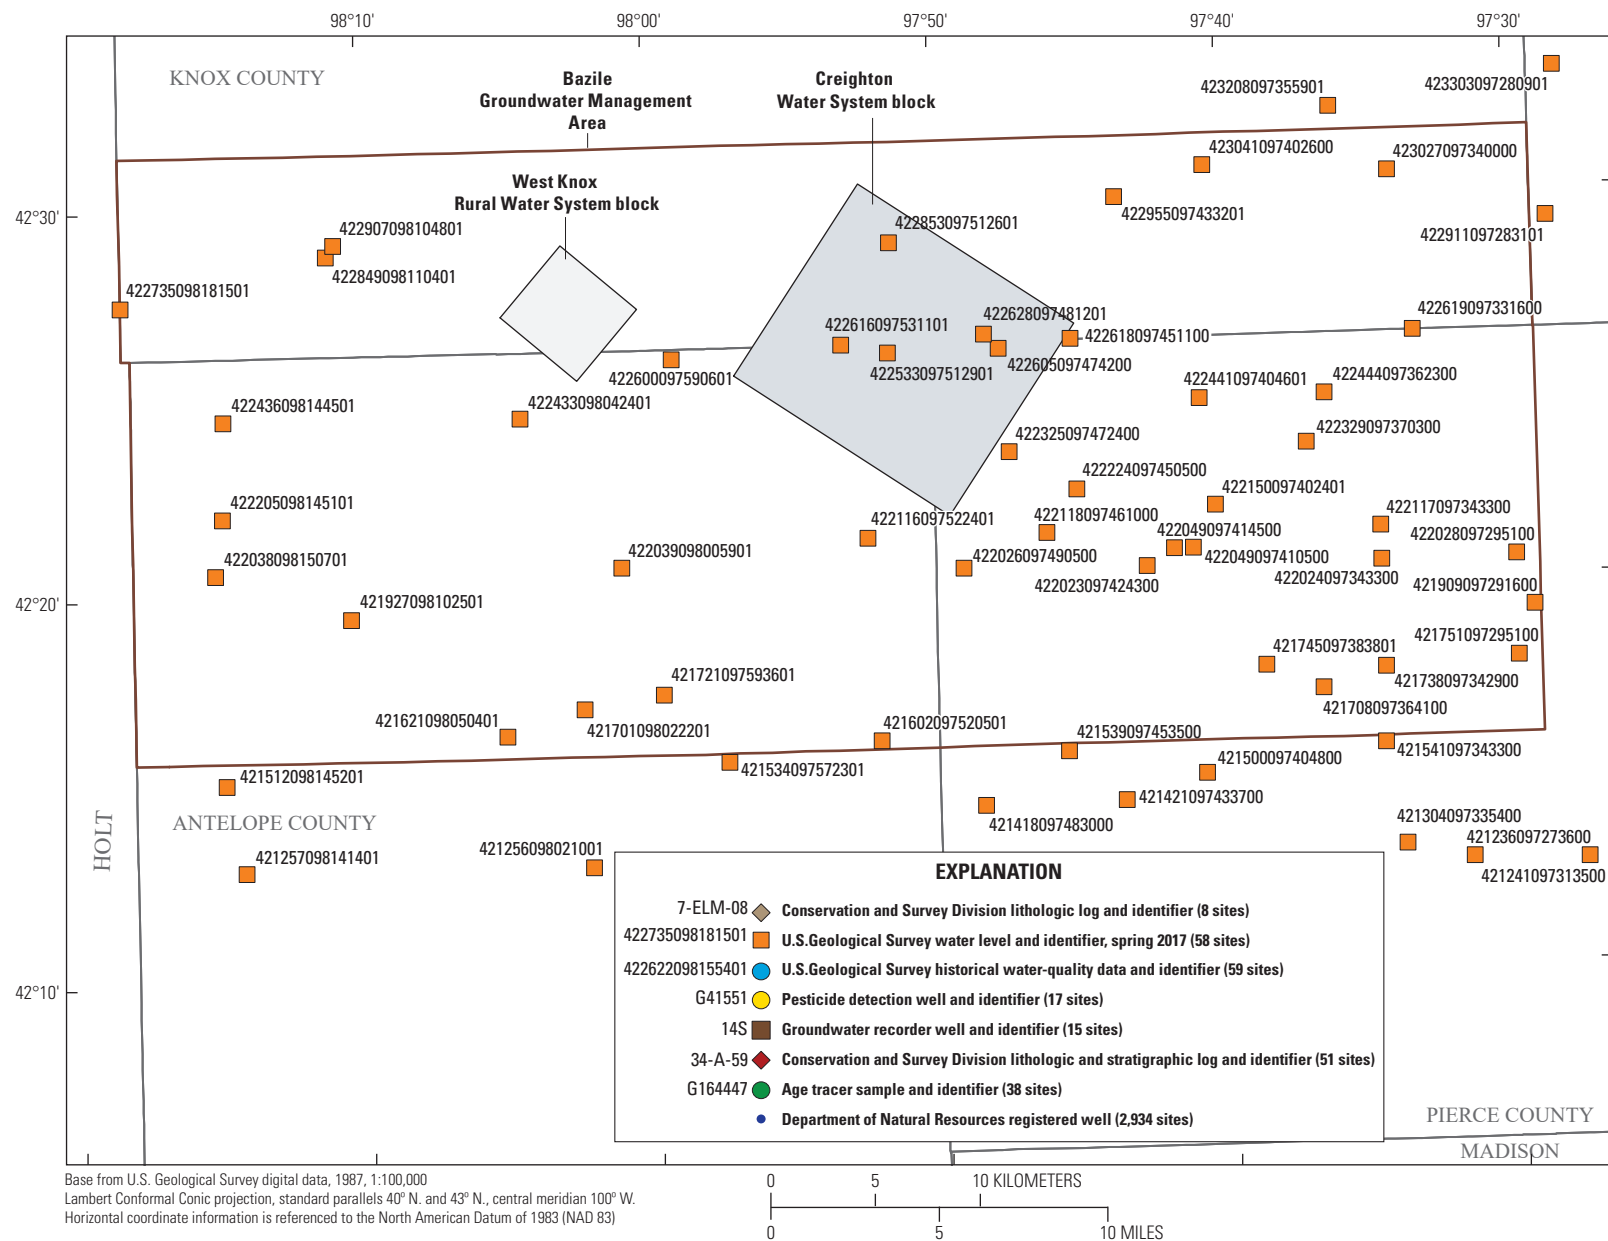 98°10'
98°00'
97°50'
97°40'
97°30'
KNOX COUNTY
Bazile
Groundwater Management
Area
Creighton
Water System block
423208097355901
423303097280901
West Knox
Rural Water System block
423041097402600
423027097340000
42°30'
422907098104801
422849098110401
422853097512601
422955097433201
422911097283101
422735098181501
422616097531101
422628097481201
422618097451100
422619097331600
422533097512901
422605097474200
422600097590601
422441097404601
422444097362300
422436098144501
422433098042401
422325097472400
422329097370300
422224097450500
422205098145101
422150097402401
422116097522401
422118097461000
422117097343300
422049097414500
422028097295100
422038098150701
422039098005901
422026097490500
422049097410500
422023097424300
422024097343300
421909097291600
42°20'
421927098102501
421745097383801
421751097295100
421721097593601
421738097342900
421708097364100
421621098050401
421701098022201
421602097520501
421539097453500
421541097343300
421500097404800
421512098145201
421534097572301
421421097433700
421418097483000
HOLT
ANTELOPE COUNTY
421304097335400
421236097273600
421257098141401
421256098021001
421241097313500
EXPLANATION
7-ELM-08 Conservation and Survey Division lithologic log and identifier (8 sites)
422735098181501 U.S.Geological Survey water level and identifier, spring 2017 (58 sites)
422622098155401 U.S.Geological Survey historical water-quality data and identifier (59 sites)
G41551 Pesticide detection well and identifier (17 sites)
14S Groundwater recorder well and identifier (15 sites)
34-A-59 Conservation and Survey Division lithologic and stratigraphic log and identifier (51 sites)
G164447 Age tracer sample and identifier (38 sites)
Department of Natural Resources registered well (2,934 sites)
42°10'
PIERCE COUNTY
MADISON
Base from U.S. Geological Survey digital data, 1987, 1:100,000
Lambert Conformal Conic projection, standard parallels 40° N. and 43° N., central meridian 100° W.
Horizontal coordinate information is referenced to the North American Datum of 1983 (NAD 83)
0 5 10 KILOMETERS
0 5 10 MILES